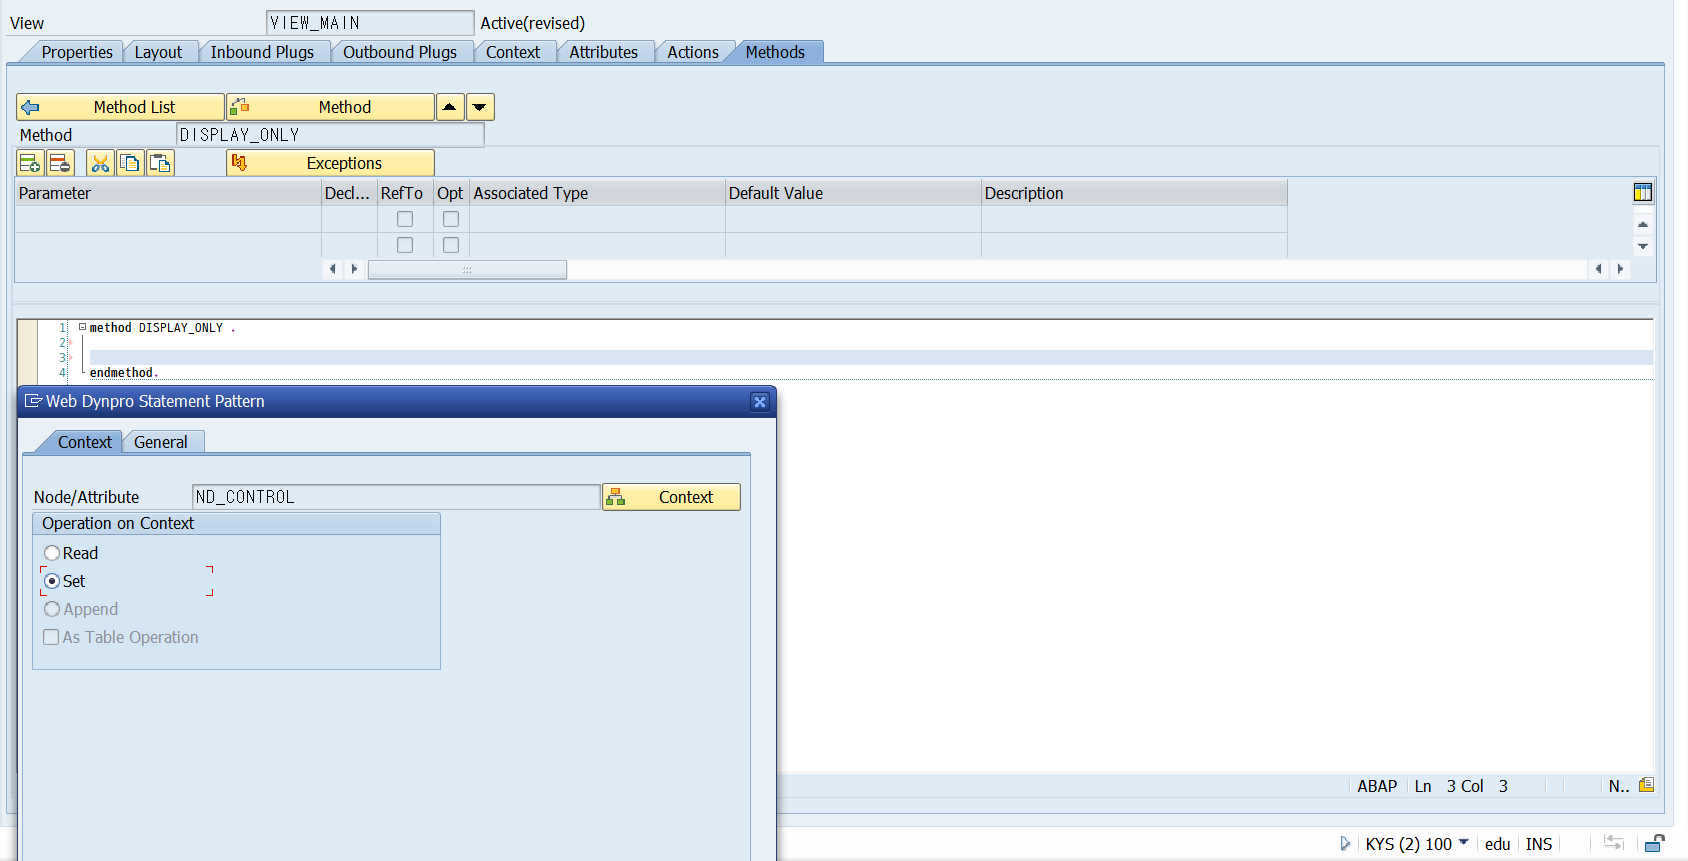 View VIEW_MAIN Active(revised)
Properties Layout Inbound Plugs Outbound Plugs Context Attributes Actions Methods
Method List Method
Method DISPLAY_ONLY
Exceptions
Parameter Decl... RefTo Opt Associated Type Default Value Description
1 method DISPLAY_ONLY .
2
3
4 endmethod.
Web Dynpro Statement Pattern
Context General
Node/Attribute ND_CONTROL Context
Operation on Context
Read
Set
Append
As Table Operation
ABAP Ln 3 Col 3 N..
KYS (2) 100 edu INS